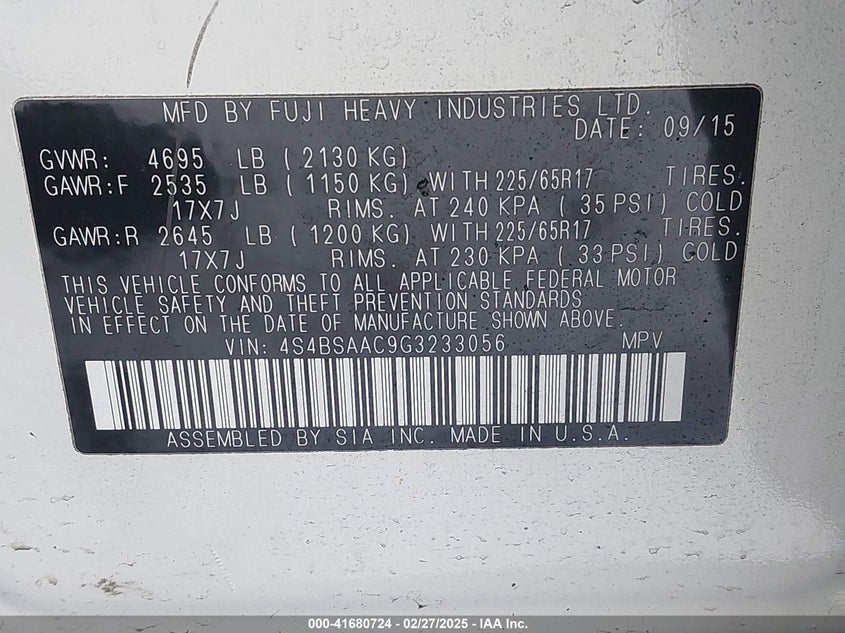 MFD BY FUJI HEAVY INDUSTRIES LTD.
DATE: 09/15
GVWR: 4695 LB ( 2130 KG)
GAWR:F 2535 LB ( 1150 KG) WITH 225/65R17 TIRES.
17X7J RIMS. AT 240 KPA ( 35 PSI) COLD
GAWR:R 2645 LB ( 1200 KG) WITH 225/65R17 TIRES.
17X7J RIMS. AT 230 KPA ( 33 PSI) COLD
THIS VEHICLE CONFORMS TO ALL APPLICABLE FEDERAL MOTOR
VEHICLE SAFETY AND THEFT PREVENTION STANDARDS
IN EFFECT ON THE DATE OF MANUFACTURE SHOWN ABOVE.
VIN: 4S4BSAAC9G3233056 MPV
ASSEMBLED BY SIA INC. MADE IN U.S.A.
000-41680724 - 02/27/2025 - IAA Inc.